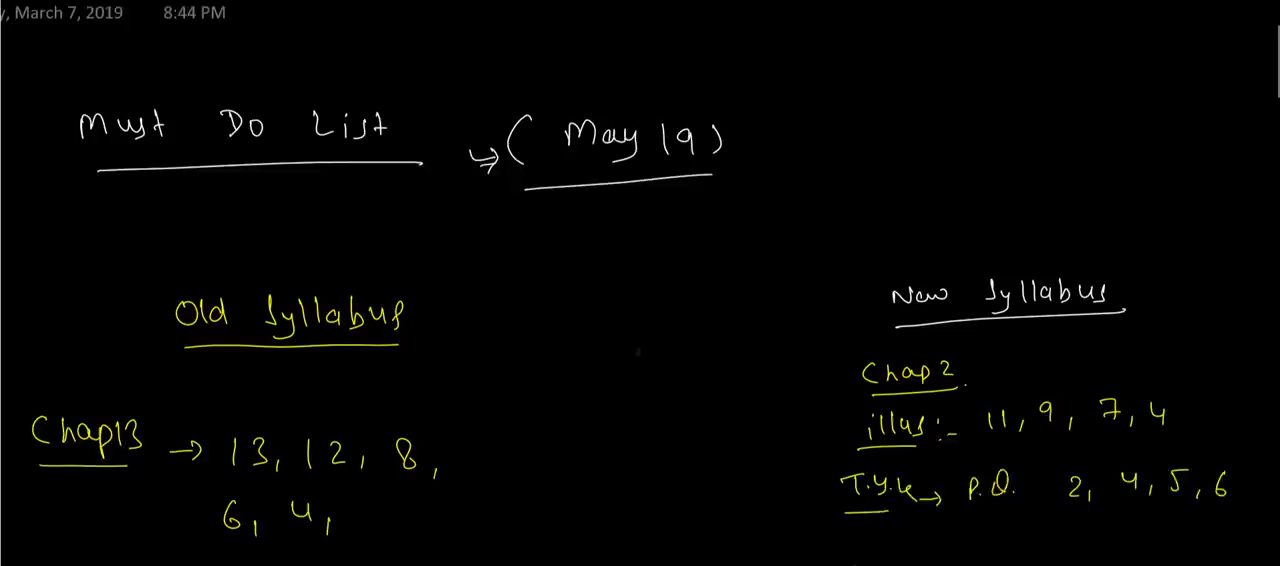 y, March 7, 2019 8:44 PM
Must Do List
↳ (May 19)
Old Syllabus
New Syllabus
Chap 2.
illus:- 11, 9, 7, 4
Chap13 → 13, 12, 8,
T.Y.K → P.Q. 2, 4, 5, 6
6, 4,